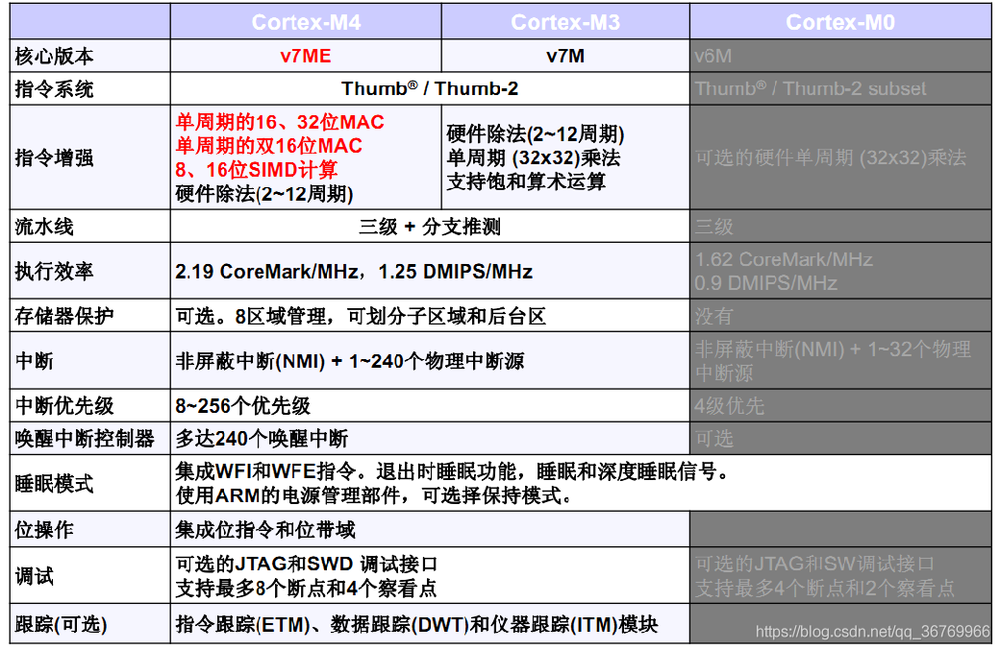 Cortex-M4 Cortex-M3 Cortex-M0
核心版本 v7ME v7M v6M
指令系统 Thumb® / Thumb-2 Thumb® / Thumb-2 subset
指令增强
单周期的16、32位MAC
单周期的双16位MAC
8、16位SIMD计算
硬件除法(2~12周期)
硬件除法(2~12周期)
单周期 (32x32)乘法
支持饱和算术运算
可选的硬件单周期 (32x32)乘法
流水线 三级 + 分支推测 三级
执行效率 2.19 CoreMark/MHz，1.25 DMIPS/MHz
1.62 CoreMark/MHz
0.9 DMIPS/MHz
存储器保护 可选。8区域管理，可划分子区域和后台区 没有
中断 非屏蔽中断(NMI) + 1~240个物理中断源
非屏蔽中断(NMI) + 1~32个物理
中断源
中断优先级 8~256个优先级 4级优先
唤醒中断控制器 多达240个唤醒中断 可选
睡眠模式
集成WFI和WFE指令。退出时睡眠功能，睡眠和深度睡眠信号。
使用ARM的电源管理部件，可选择保持模式。
位操作 集成位指令和位带域
调试
可选的JTAG和SWD 调试接口
支持最多8个断点和4个察看点
可选的JTAG和SW调试接口
支持最多4个断点和2个察看点
跟踪(可选) 指令跟踪(ETM)、数据跟踪(DWT)和仪器跟踪(ITM)模块
https://blog.csdn.net/qq_36769966